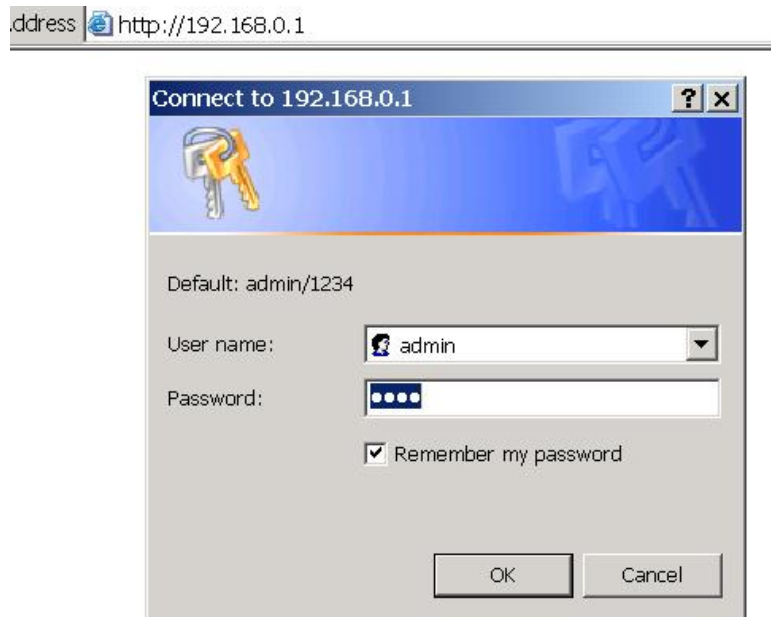 ddress http://192.168.0.1
Connect to 192.168.0.1
Default: admin/1234
User name: admin
Password: ••••
Remember my password
OK Cancel